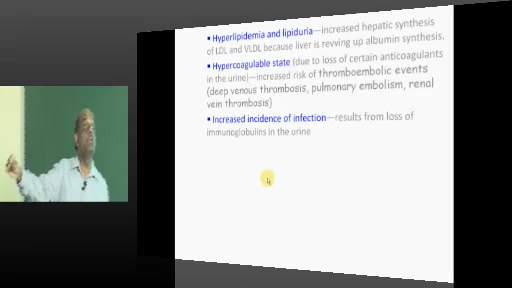 ▪ Hyperlipidemia and lipiduria—increased hepatic synthesis
of LDL and VLDL because liver is revving up albumin synthesis.
▪ Hypercoagulable state (due to loss of certain anticoagulants
in the urine)—increased risk of thromboembolic events
(deep venous thrombosis, pulmonary embolism, renal
vein thrombosis)
▪ Increased incidence of infection—results from loss of
immunoglobulins in the urine